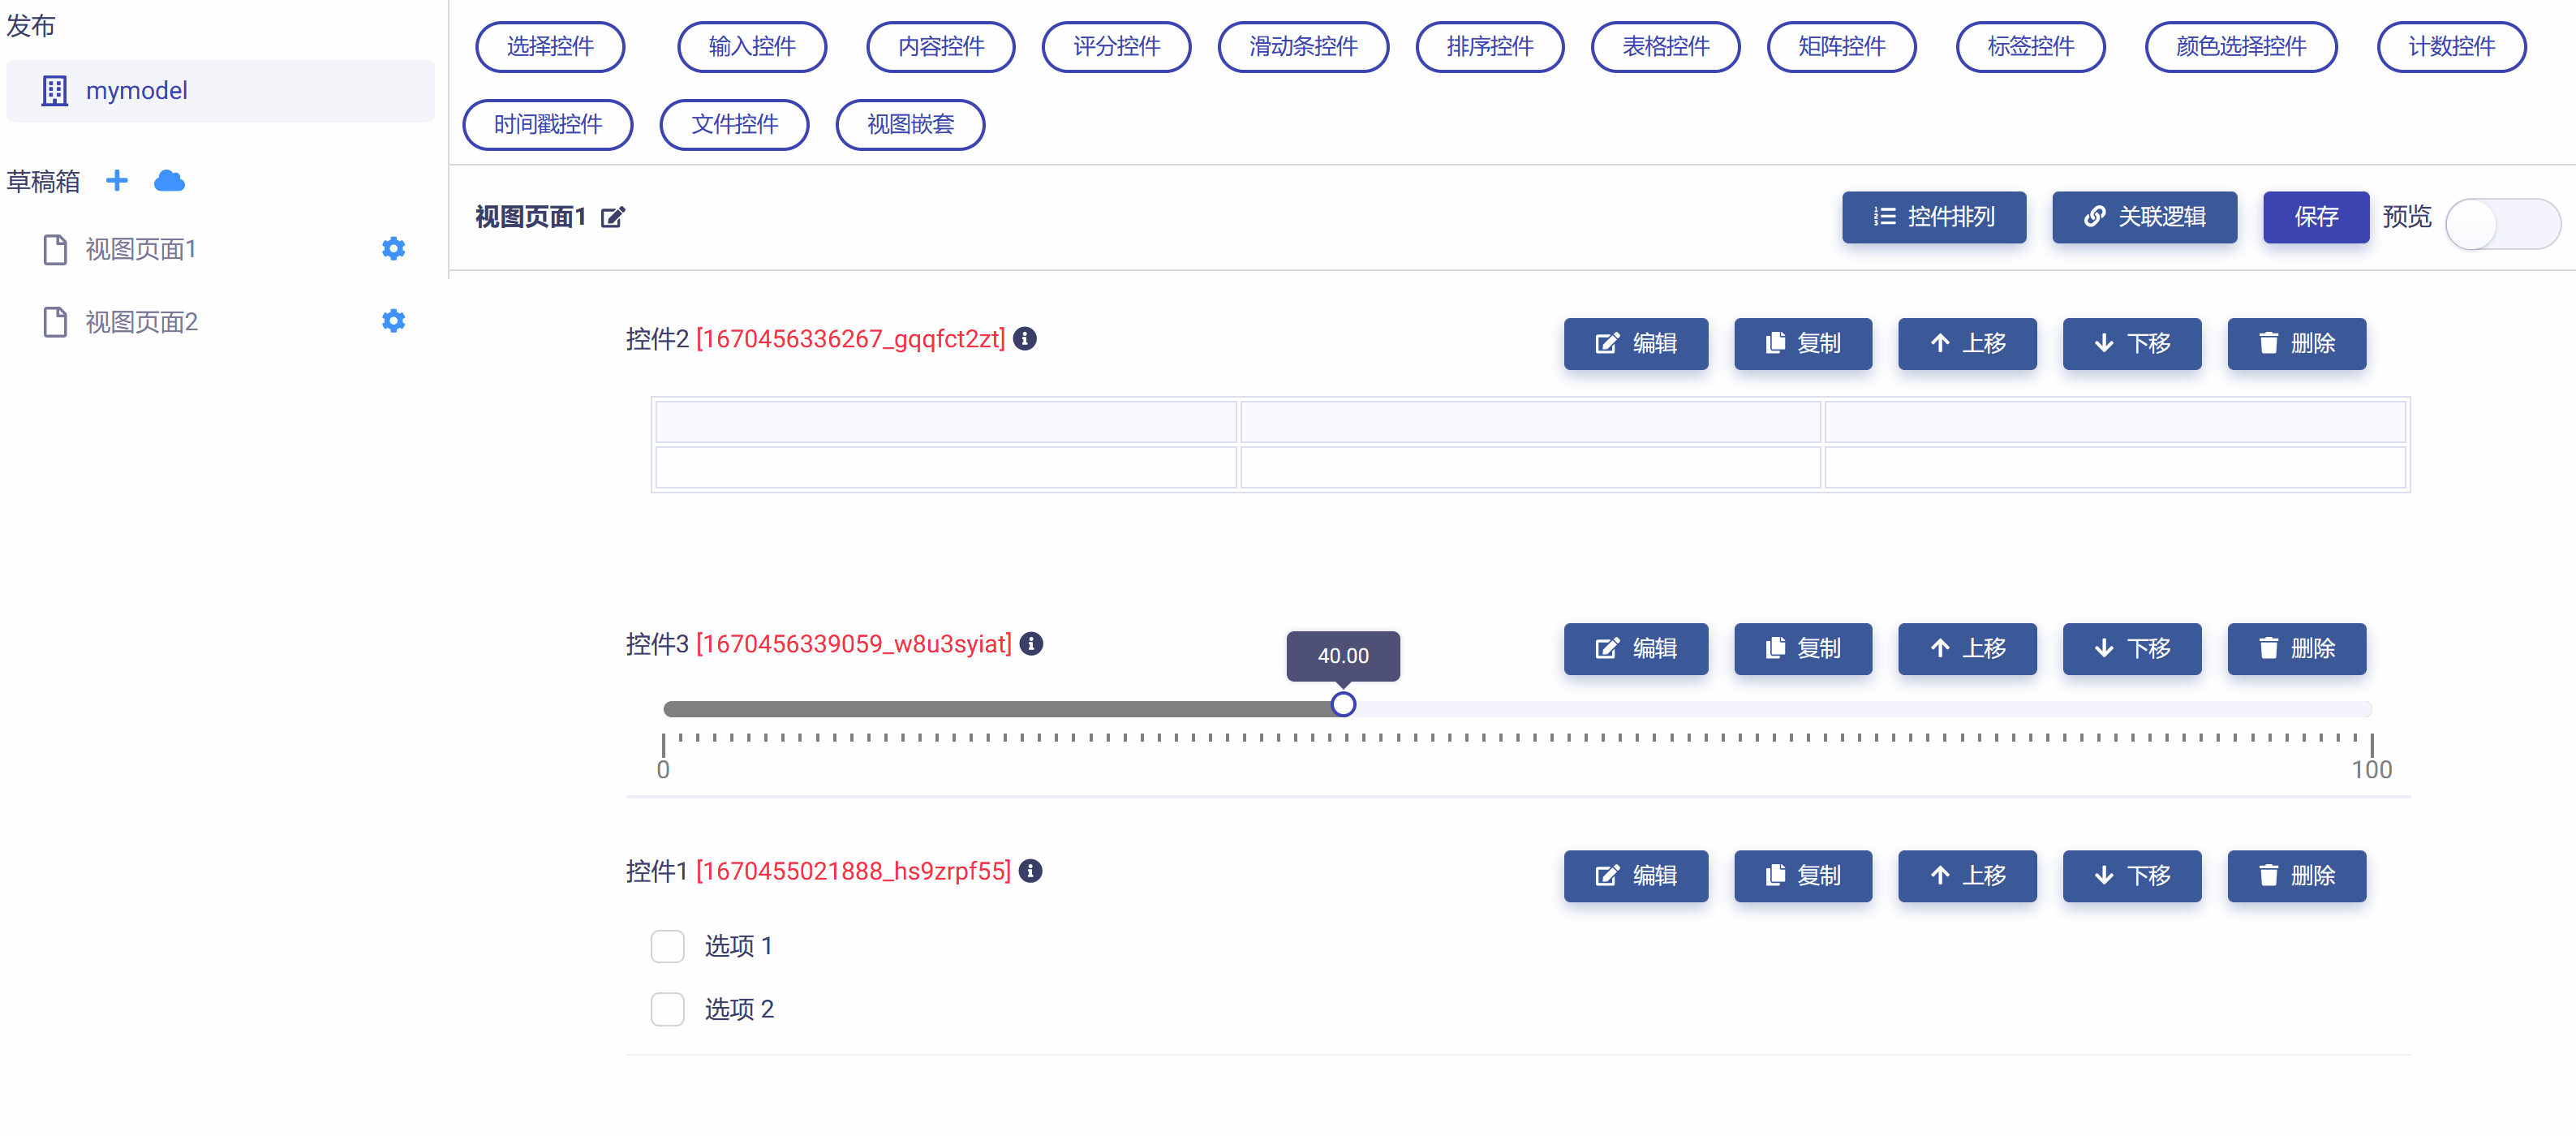 发布
mymodel
草稿箱
视图页面1
视图页面2
选择控件 输入控件 内容控件 评分控件 滑动条控件 排序控件 表格控件 矩阵控件 标签控件 颜色选择控件 计数控件
时间戳控件 文件控件 视图嵌套
视图页面1 控件排列 关联逻辑 保存 预览
控件2 [1670456336267_gqqfct2zt] 编辑 复制 上移 下移 删除
控件3 [1670456339059_w8u3syiat] 编辑 复制 上移 下移 删除
40.00
0 100
控件1 [1670455021888_hs9zrpf55] 编辑 复制 上移 下移 删除
选项 1
选项 2